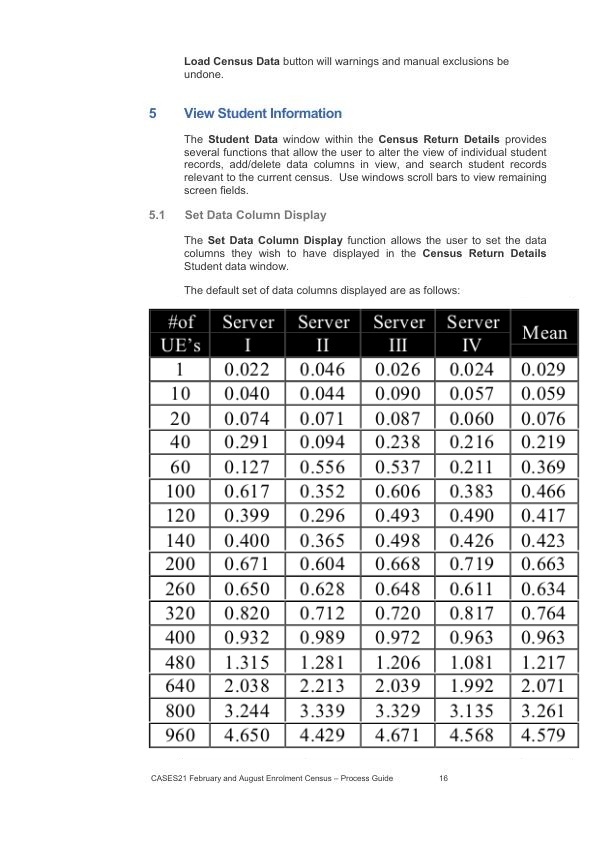 Load Census Data button will warnings and manual exclusions be
undone.
5 View Student Information
The Student Data window within the Census Return Details provides
several functions that allow the user to alter the view of individual student
records, add/delete data columns in view, and search student records
relevant to the current census. Use windows scroll bars to view remaining
screen fields.
5.1 Set Data Column Display
The Set Data Column Display function allows the user to set the data
columns they wish to have displayed in the Census Return Details
Student data window.
The default set of data columns displayed are as follows:
#of UE's Server I Server II Server III Server IV Mean
1 0.022 0.046 0.026 0.024 0.029
10 0.040 0.044 0.090 0.057 0.059
20 0.074 0.071 0.087 0.060 0.076
40 0.291 0.094 0.238 0.216 0.219
60 0.127 0.556 0.537 0.211 0.369
100 0.617 0.352 0.606 0.383 0.466
120 0.399 0.296 0.493 0.490 0.417
140 0.400 0.365 0.498 0.426 0.423
200 0.671 0.604 0.668 0.719 0.663
260 0.650 0.628 0.648 0.611 0.634
320 0.820 0.712 0.720 0.817 0.764
400 0.932 0.989 0.972 0.963 0.963
480 1.315 1.281 1.206 1.081 1.217
640 2.038 2.213 2.039 1.992 2.071
800 3.244 3.339 3.329 3.135 3.261
960 4.650 4.429 4.671 4.568 4.579
CASES21 February and August Enrolment Census – Process Guide 16